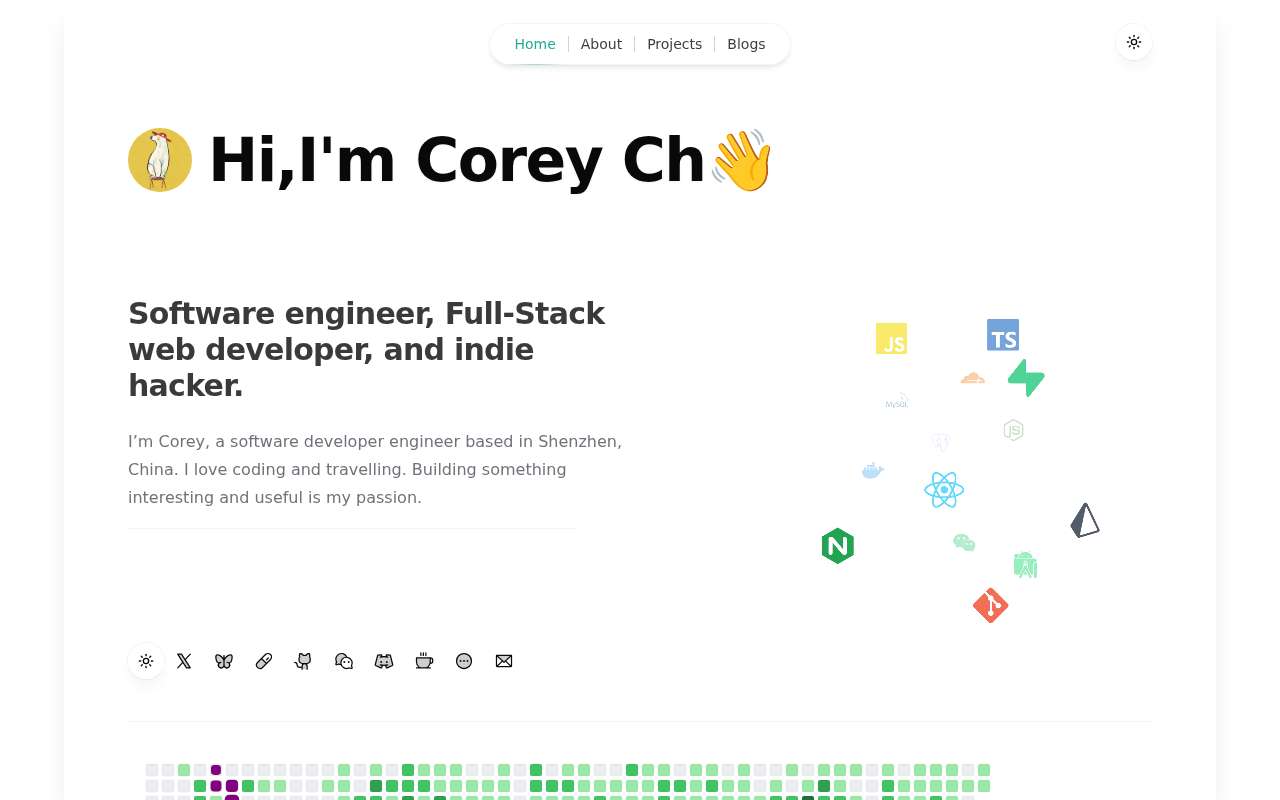 Home
About
Projects
Blogs
Hi,I'm Corey Ch👋
Software engineer, Full-Stack
web developer, and indie
hacker.
I’m Corey, a software developer engineer based in Shenzhen,
China. I love coding and travelling. Building something
interesting and useful is my passion.
JS
TS
MySQL
JS
N